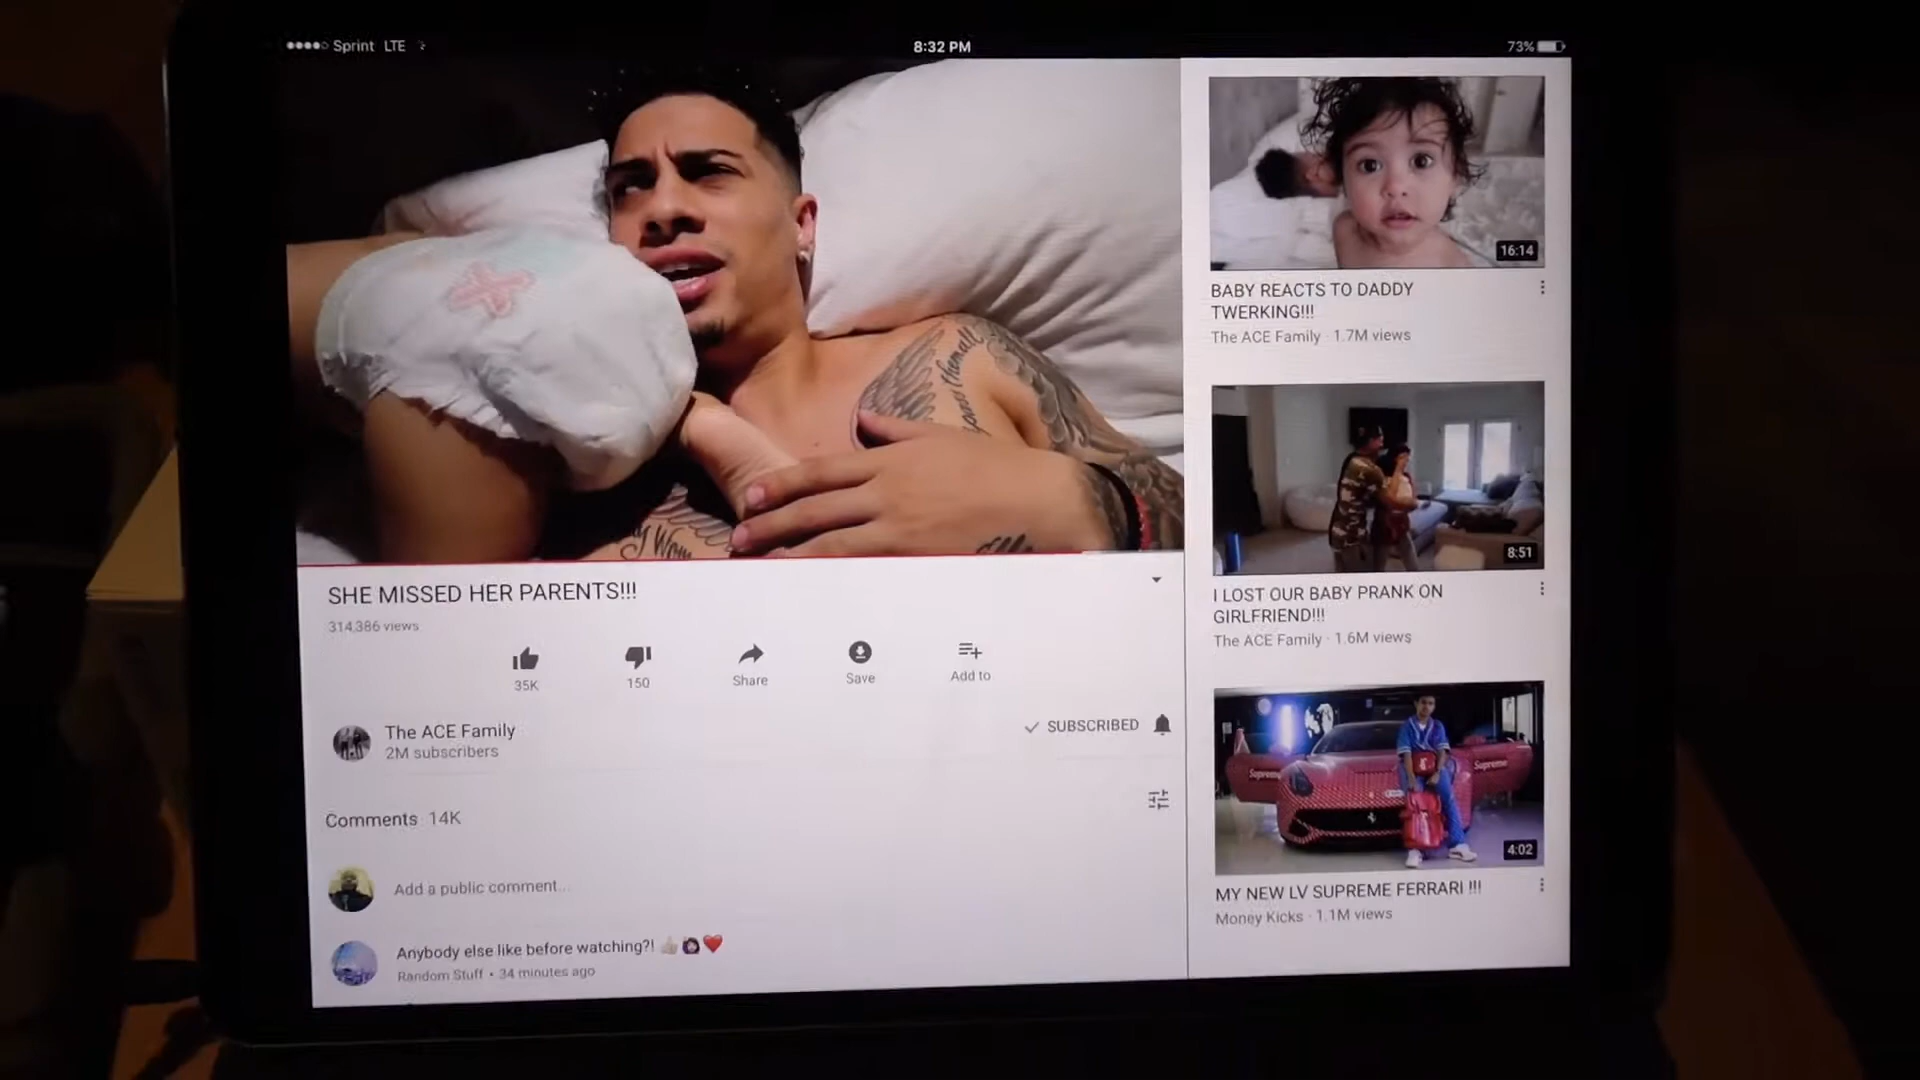 Sprint LTE
8:32 PM
73%
SHE MISSED HER PARENTS!!!
314,386 views
35K
150
Share
Save
Add to
The ACE Family
2M subscribers
SUBSCRIBED
Comments 14K
Add a public comment...
Anybody else like before watching?! 👍🙋❤️
Random Stuff • 34 minutes ago
16:14
BABY REACTS TO DADDY
TWERKING!!!
The ACE Family · 1.7M views
8:51
I LOST OUR BABY PRANK ON
GIRLFRIEND!!!
The ACE Family · 1.6M views
Supreme
Supreme
4:02
MY NEW LV SUPREME FERRARI !!!
Money Kicks · 1.1M views